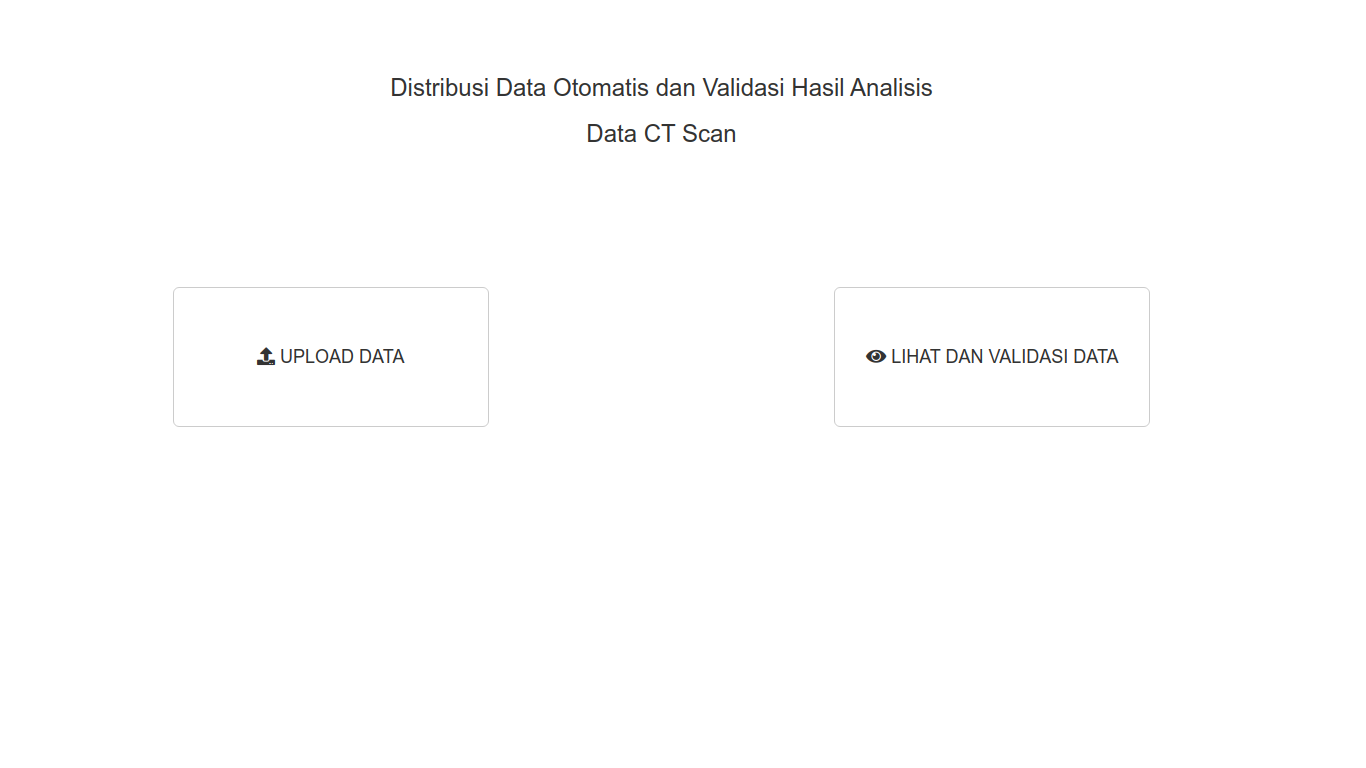 Distribusi Data Otomatis dan Validasi Hasil Analisis
Data CT Scan
UPLOAD DATA
LIHAT DAN VALIDASI DATA